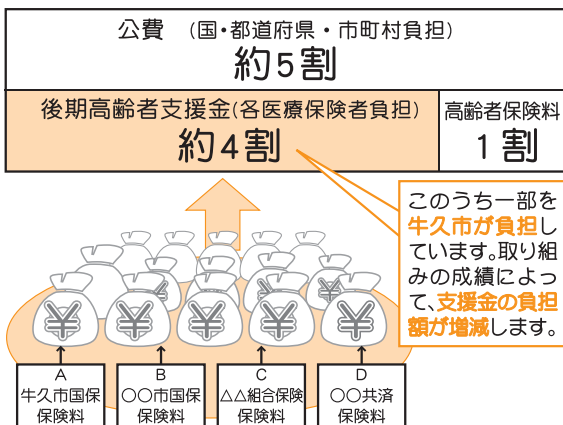 公費 (国・都道府県・市町村負担)
約5割
後期高齢者支援金(各医療保険者負担)
約4割
高齢者保険料
1割
このうち一部を
牛久市が負担し
ています。取り組
みの成績によっ
て、支援金の負担
額が増減します。
¥ ¥ ¥ ¥ ¥
A
牛久市国保
保険料
B
〇〇市国保
保険料
C
△△組合保険
保険料
D
〇〇共済
保険料